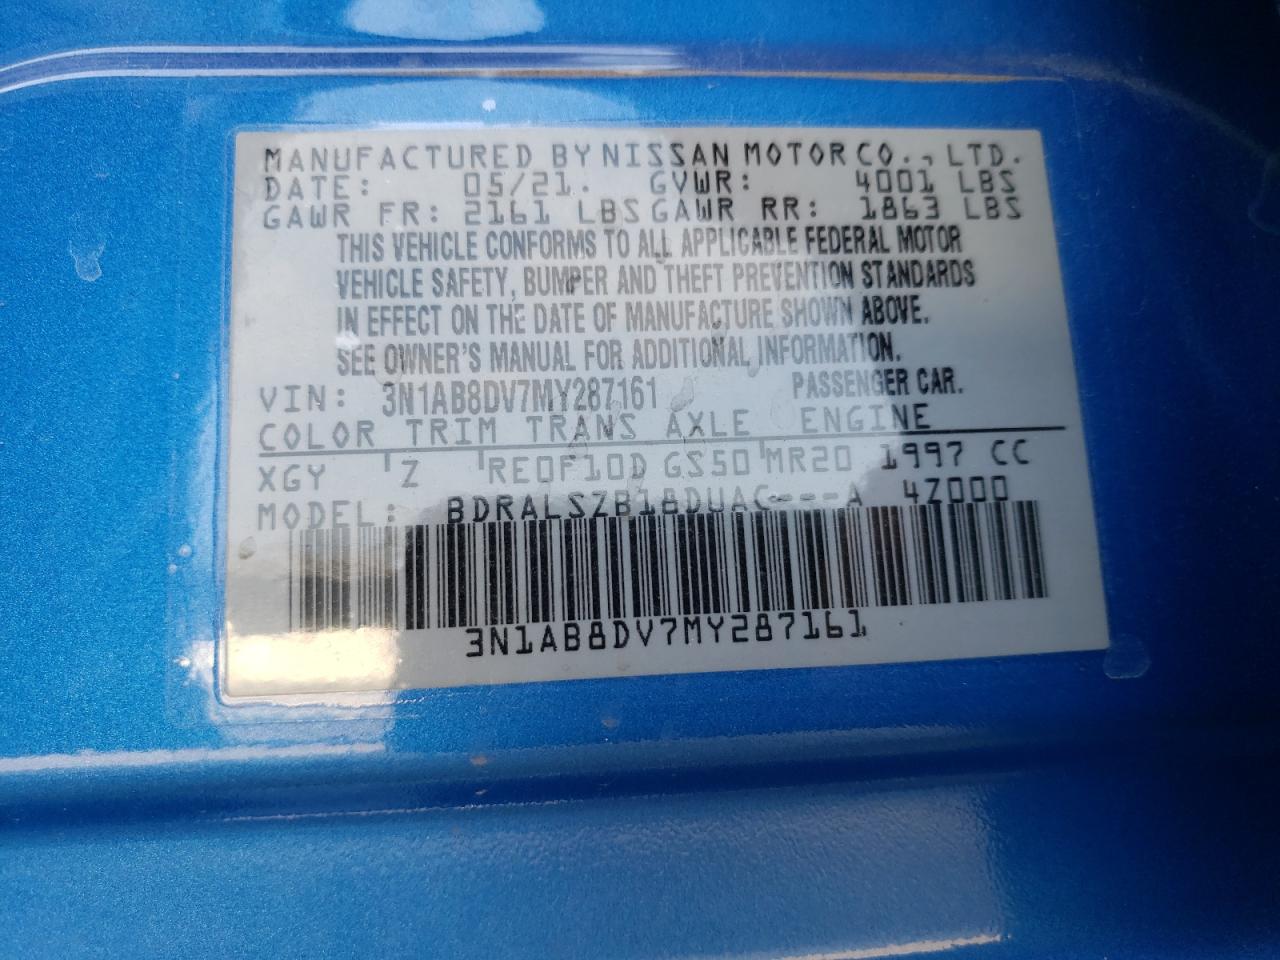 MANUFACTURED BY NISSAN MOTOR CO., LTD.
DATE: 05/21. GVWR: 4001 LBS
GAWR FR: 2161 LBS GAWR RR: 1863 LBS
THIS VEHICLE CONFORMS TO ALL APPLICABLE FEDERAL MOTOR
VEHICLE SAFETY, BUMPER AND THEFT PREVENTION STANDARDS
IN EFFECT ON THE DATE OF MANUFACTURE SHOWN ABOVE.
SEE OWNER'S MANUAL FOR ADDITIONAL INFORMATION.
VIN: 3N1AB8DV7MY287161 PASSENGER CAR.
COLOR TRIM TRANS AXLE ENGINE
XGY Z RE0F10D GS50 MR20 1997 CC
MODEL: BDRALSZB18DUAC---A 4Z000
3N1AB8DV7MY287161